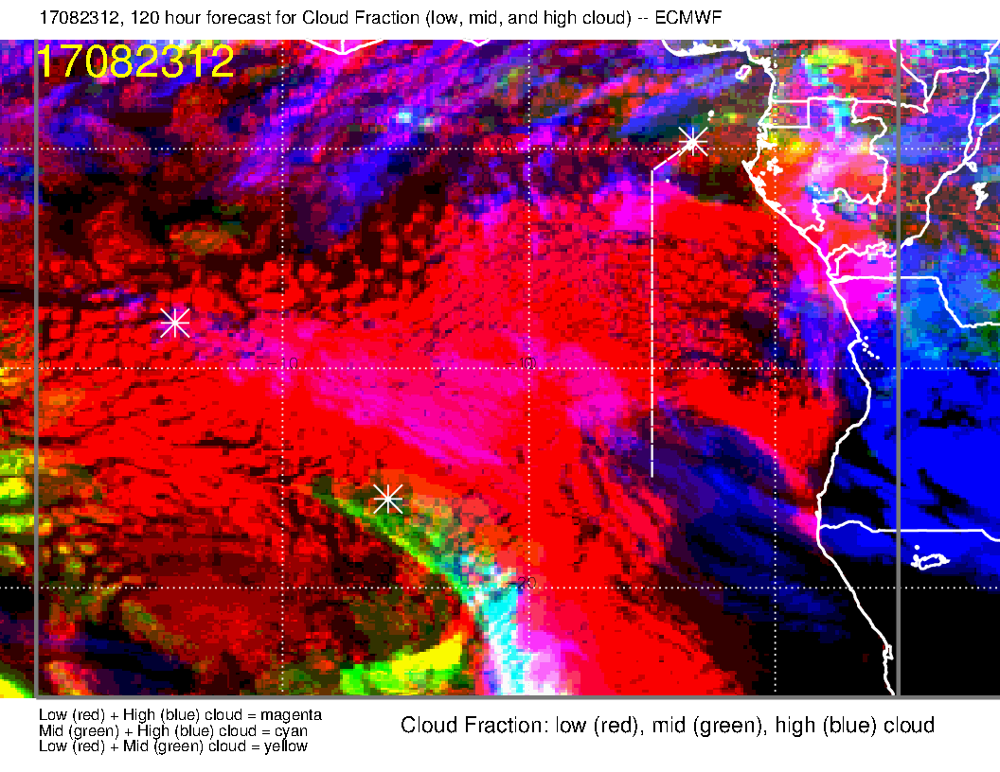 17082312, 120 hour forecast for Cloud Fraction (low, mid, and high cloud) -- ECMWF
17082312
Low (red) + High (blue) cloud = magenta
Mid (green) + High (blue) cloud = cyan
Low (red) + Mid (green) cloud = yellow
Cloud Fraction: low (red), mid (green), high (blue) cloud